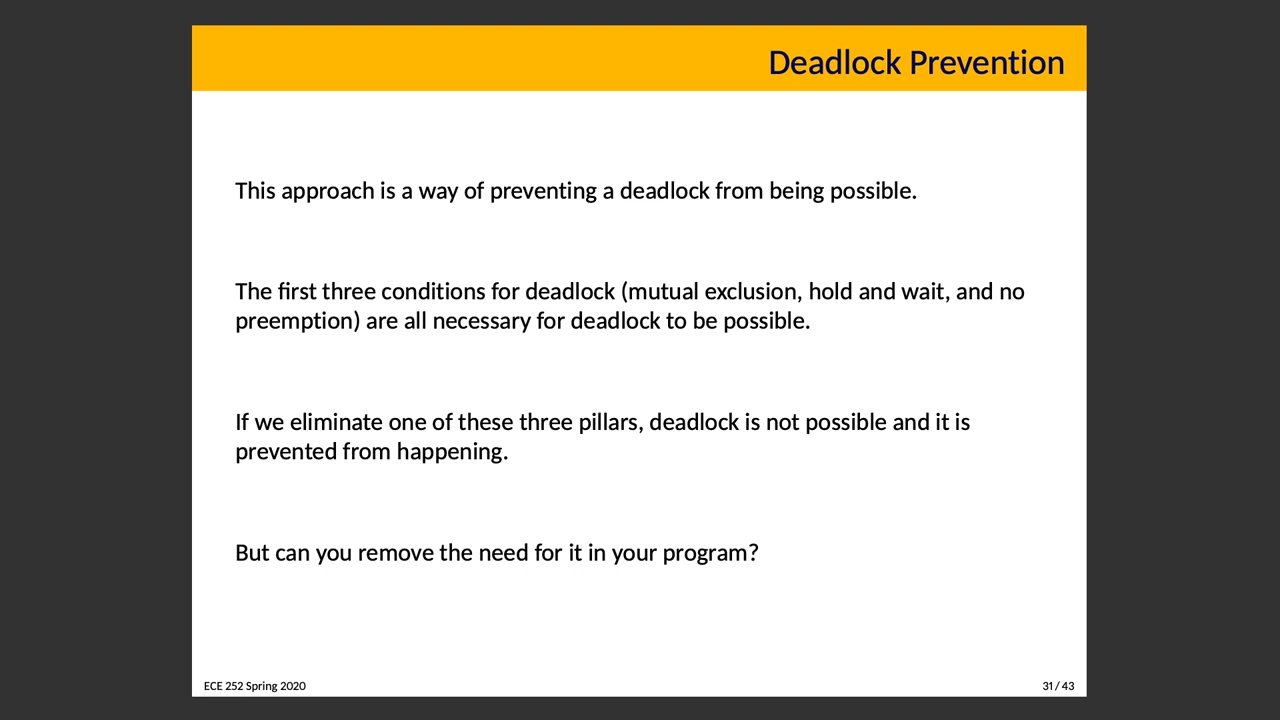 Deadlock Prevention
This approach is a way of preventing a deadlock from being possible.
The first three conditions for deadlock (mutual exclusion, hold and wait, and no
preemption) are all necessary for deadlock to be possible.
If we eliminate one of these three pillars, deadlock is not possible and it is
prevented from happening.
But can you remove the need for it in your program?
ECE 252 Spring 2020
31 / 43